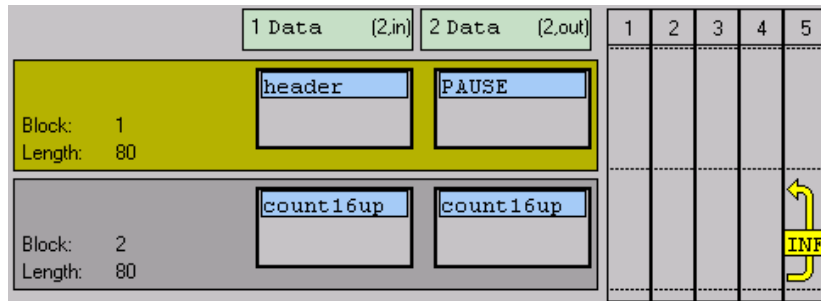 1 Data (2,in) 2 Data (2,out) 1 2 3 4 5
header PAUSE
Block: 1
Length: 80
count16up count16up
Block: 2
INF
Length: 80